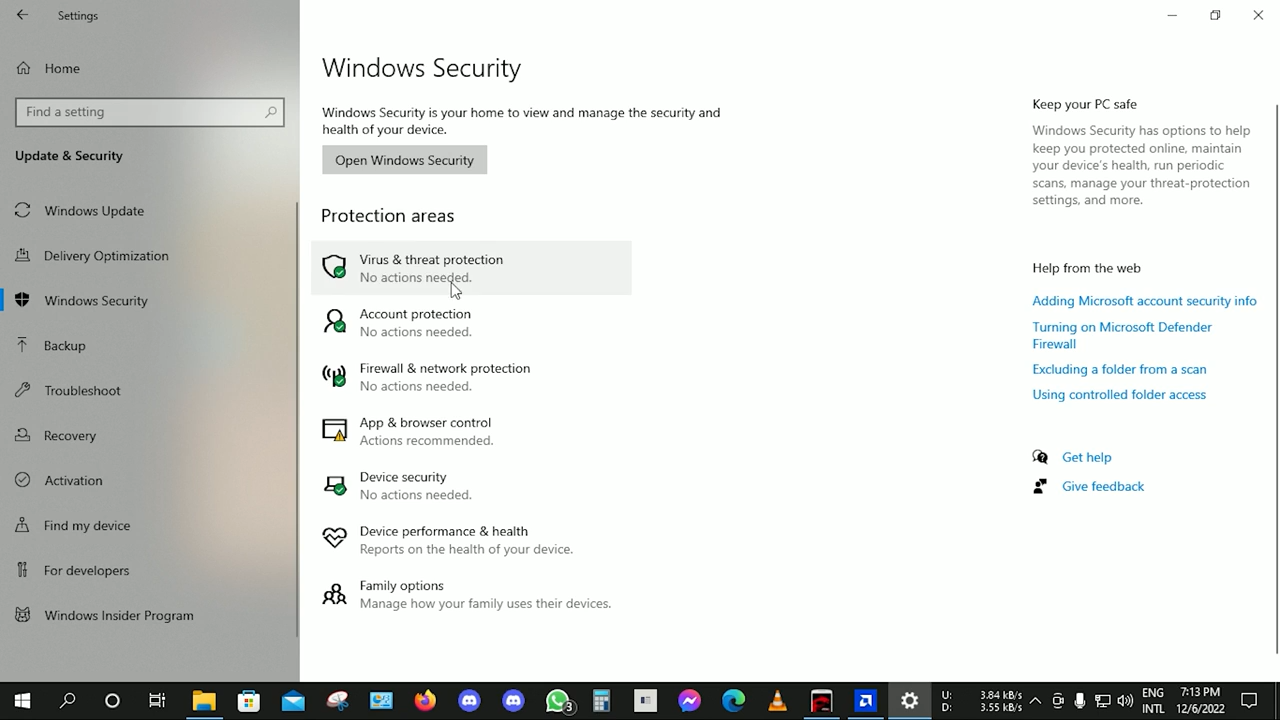 Settings
Home
Find a setting
Update & Security
Windows Update
Delivery Optimization
Windows Security
Backup
Troubleshoot
Recovery
Activation
Find my device
For developers
Windows Insider Program
Windows Security
Windows Security is your home to view and manage the security and
health of your device.
Open Windows Security
Protection areas
Virus & threat protection
No actions needed.
Account protection
No actions needed.
Firewall & network protection
No actions needed.
App & browser control
Actions recommended.
Device security
No actions needed.
Device performance & health
Reports on the health of your device.
Family options
Manage how your family uses their devices.
Keep your PC safe
Windows Security has options to help
keep you protected online, maintain
your device's health, run periodic
scans, manage your threat-protection
settings, and more.
Help from the web
Adding Microsoft account security info
Turning on Microsoft Defender
Firewall
Excluding a folder from a scan
Using controlled folder access
Get help
Give feedback
3
U: 3.84 kB/s
D: 3.55 kB/s
ENG
INTL
7:13 PM
12/6/2022